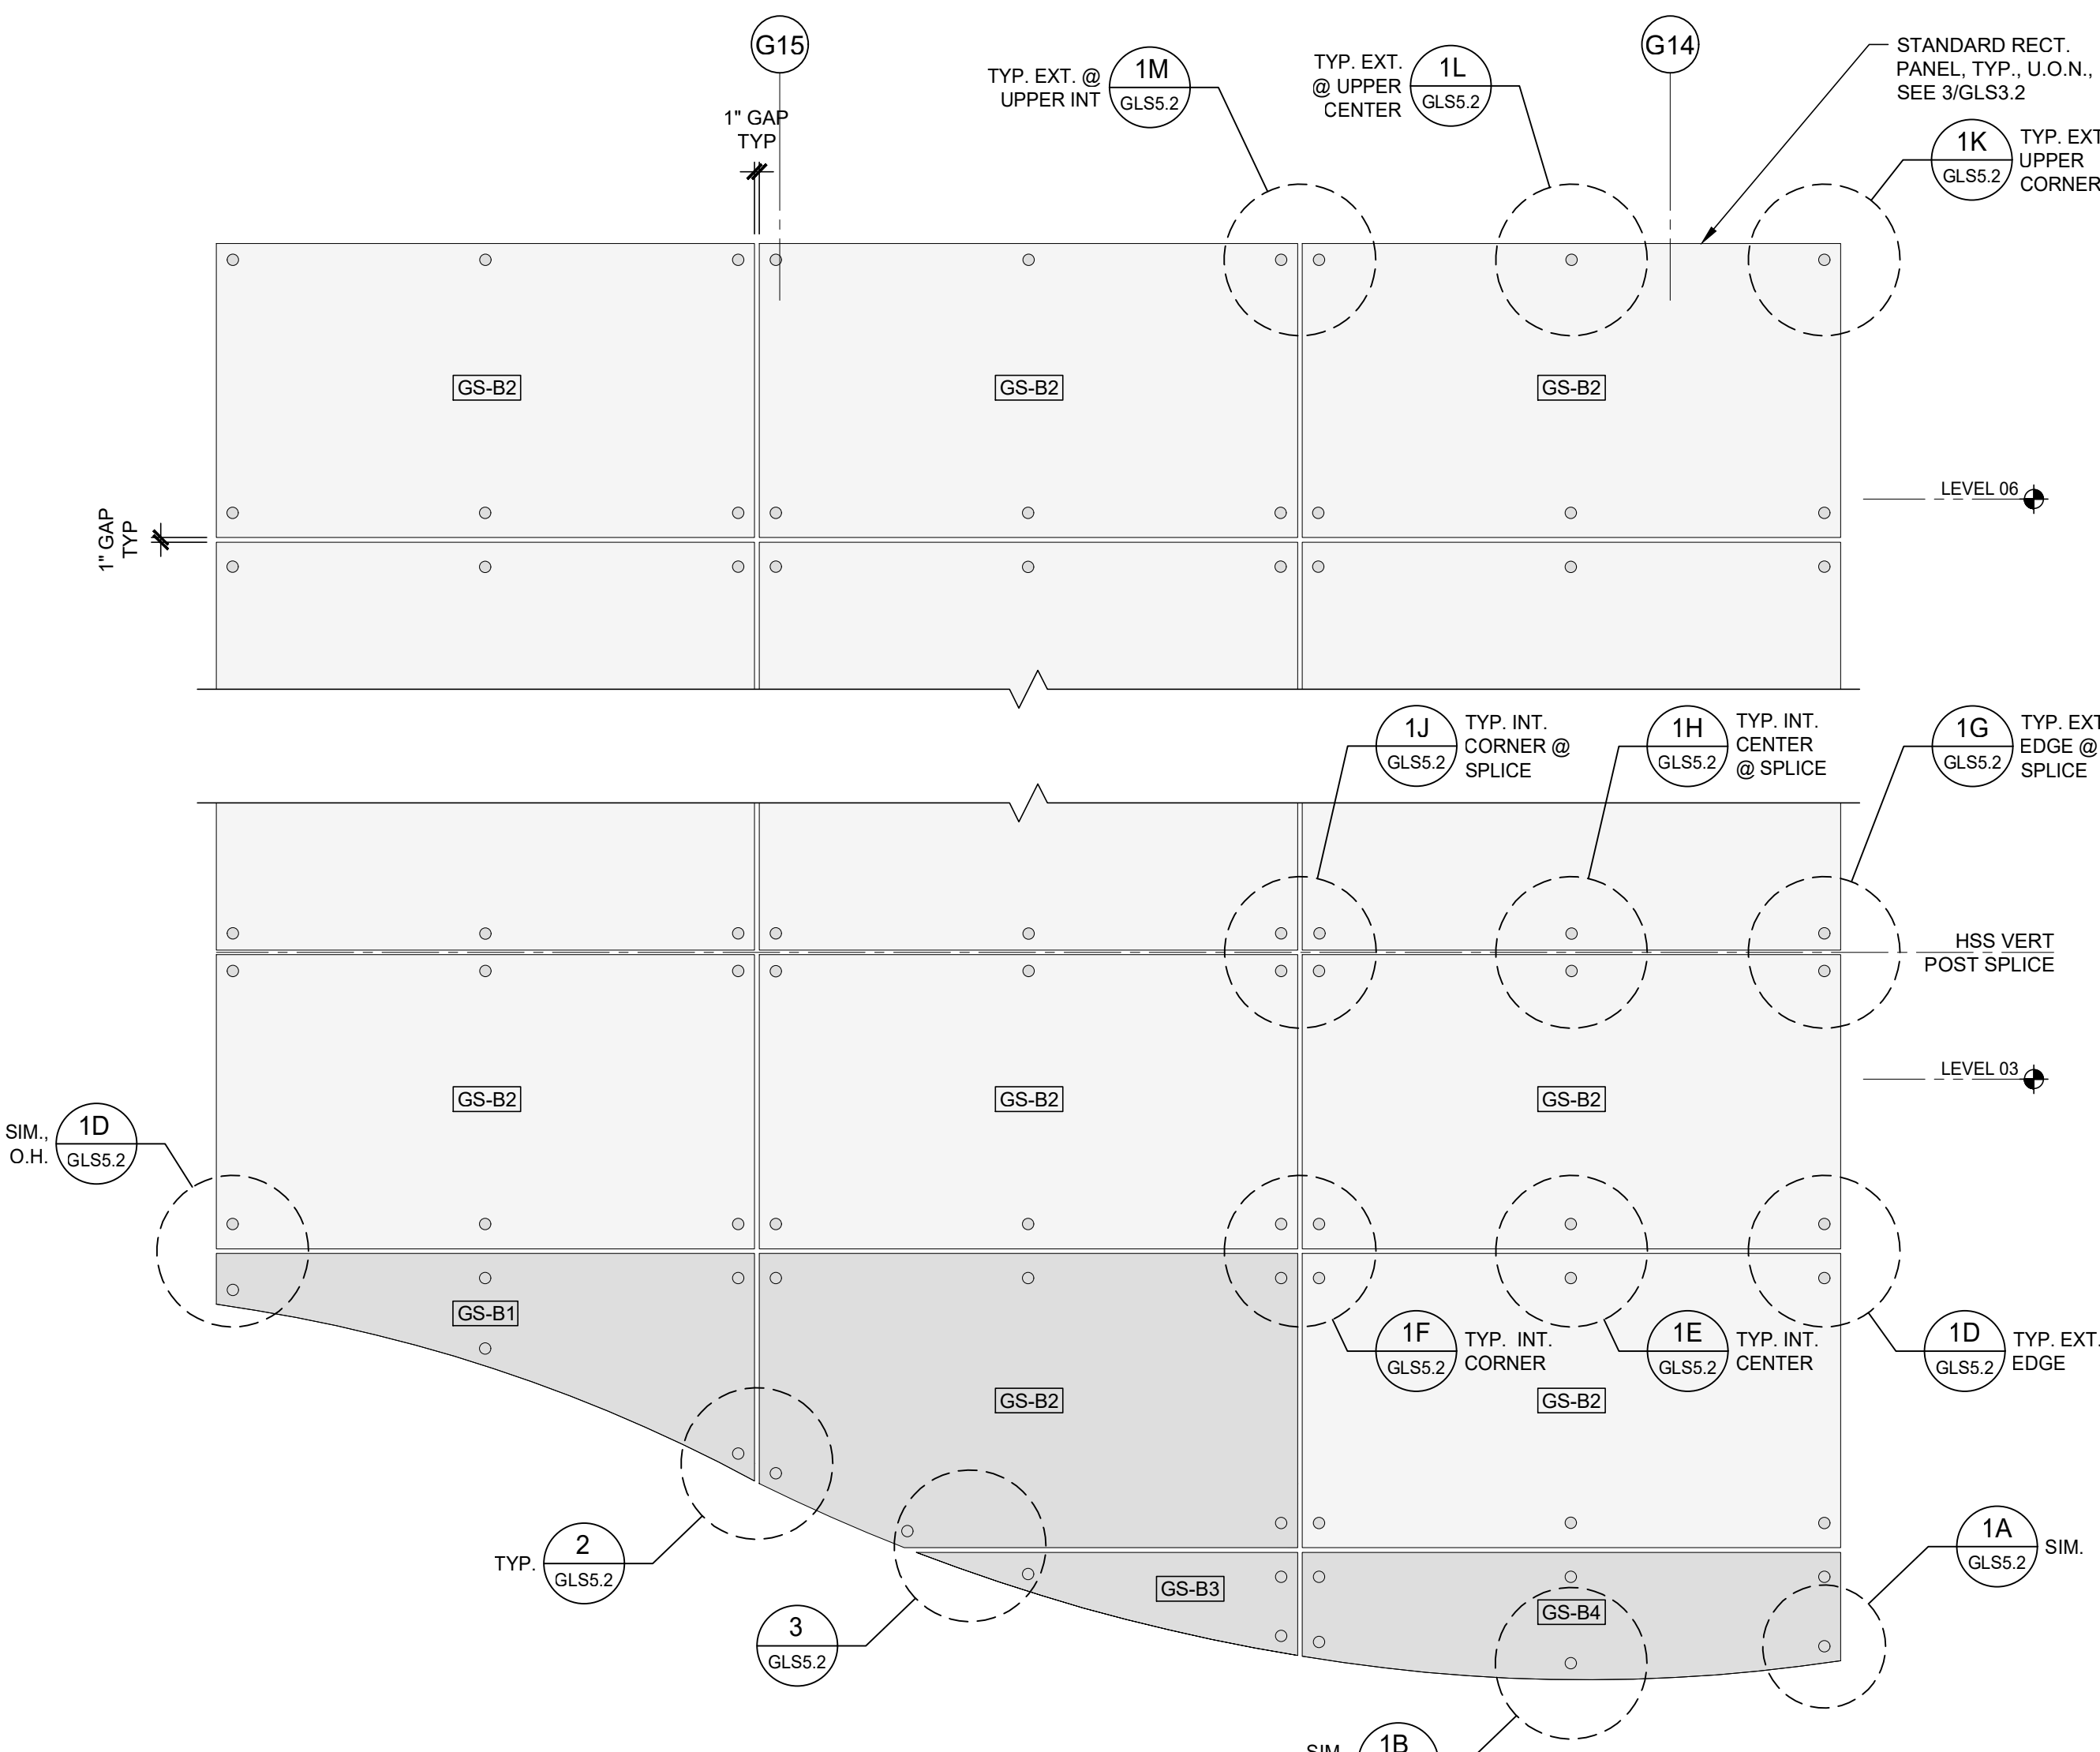 G15
G14
TYP. EXT. @
UPPER INT
1M
GLS5.2
TYP. EXT.
@ UPPER
CENTER
1L
GLS5.2
STANDARD RECT.
PANEL, TYP., U.O.N.,
SEE 3/GLS3.2
1" GAP
TYP
1K
GLS5.2
TYP. EXT
UPPER
CORNER
GS-B2
GS-B2
GS-B2
LEVEL 06
1" GAP
TYP
1J
GLS5.2
TYP. INT.
CORNER @
SPLICE
1H
GLS5.2
TYP. INT.
CENTER
@ SPLICE
1G
GLS5.2
TYP. EXT
EDGE @
SPLICE
HSS VERT
POST SPLICE
LEVEL 03
GS-B2
GS-B2
GS-B2
SIM.,
O.H.
1D
GLS5.2
GS-B1
1F
GLS5.2
TYP. INT.
CORNER
1E
GLS5.2
TYP. INT.
CENTER
1D
GLS5.2
TYP. EXT.
EDGE
GS-B2
GS-B2
TYP.
2
GLS5.2
1A
GLS5.2
SIM.
GS-B3
GS-B4
3
GLS5.2
SIM.
1B